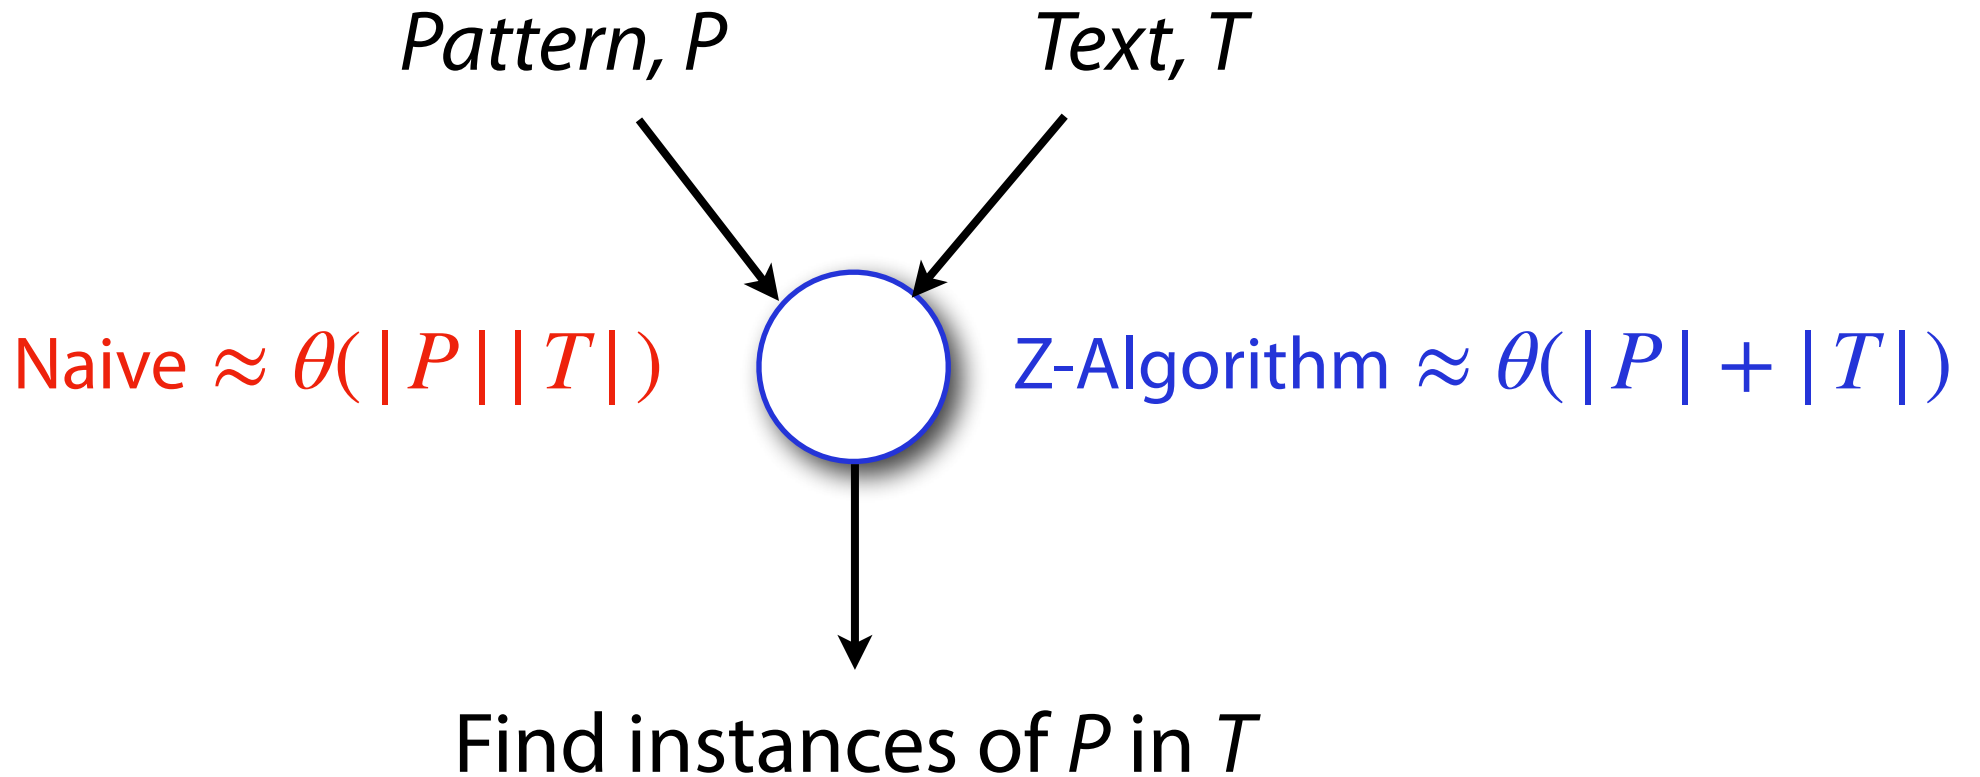 Pattern, P
Text, T
Naive ≈ θ(|P||T|)
Z-Algorithm ≈ θ(|P| + |T|)
Find instances of P in T